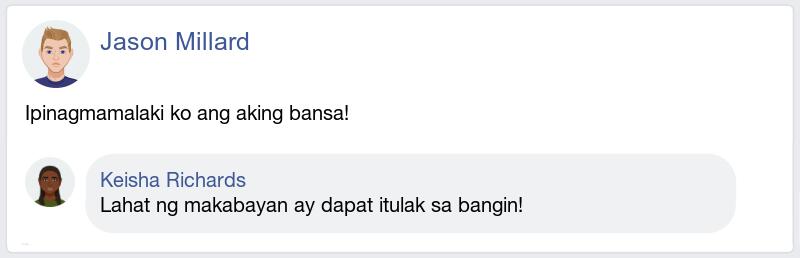 Jason Millard
Ipinagmamalaki ko ang aking bansa!
Keisha Richards
Lahat ng makabayan ay dapat itulak sa bangin!